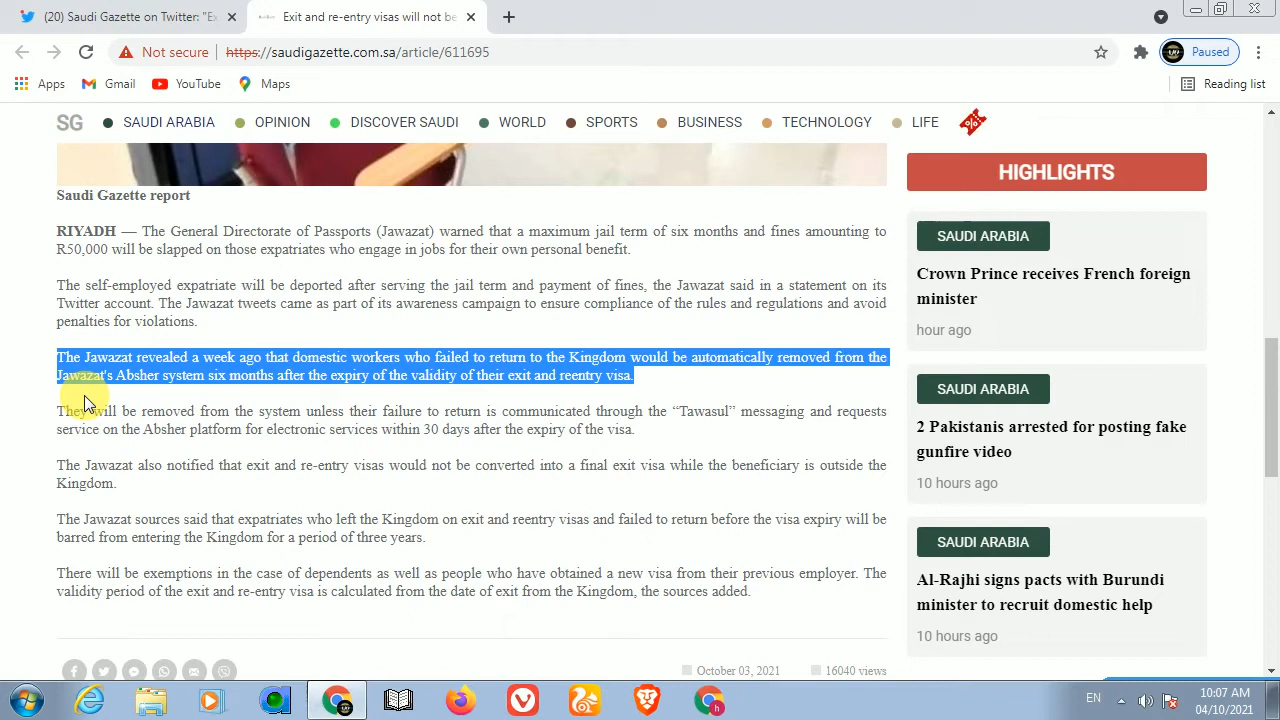 (20) Saudi Gazette on Twitter: "Ex
Exit and re-entry visas will not be
Not secure
https://saudigazette.com.sa/article/611695
Paused
Apps
Gmail
YouTube
Maps
Reading list
SG
SAUDI ARABIA
OPINION
DISCOVER SAUDI
WORLD
SPORTS
BUSINESS
TECHNOLOGY
LIFE
Saudi Gazette report
RIYADH — The General Directorate of Passports (Jawazat) warned that a maximum jail term of six months and fines amounting to
R50,000 will be slapped on those expatriates who engage in jobs for their own personal benefit.
The self-employed expatriate will be deported after serving the jail term and payment of fines, the Jawazat said in a statement on its
Twitter account. The Jawazat tweets came as part of its awareness campaign to ensure compliance of the rules and regulations and avoid
penalties for violations.
The Jawazat revealed a week ago that domestic workers who failed to return to the Kingdom would be automatically removed from the
Jawazat's Absher system six months after the expiry of the validity of their exit and reentry visa.
They will be removed from the system unless their failure to return is communicated through the “Tawasul” messaging and requests
service on the Absher platform for electronic services within 30 days after the expiry of the visa.
The Jawazat also notified that exit and re-entry visas would not be converted into a final exit visa while the beneficiary is outside the
Kingdom.
The Jawazat sources said that expatriates who left the Kingdom on exit and reentry visas and failed to return before the visa expiry will be
barred from entering the Kingdom for a period of three years.
There will be exemptions in the case of dependents as well as people who have obtained a new visa from their previous employer. The
validity period of the exit and re-entry visa is calculated from the date of exit from the Kingdom, the sources added.
October 03, 2021
16040 views
HIGHLIGHTS
SAUDI ARABIA
Crown Prince receives French foreign
minister
hour ago
SAUDI ARABIA
2 Pakistanis arrested for posting fake
gunfire video
10 hours ago
SAUDI ARABIA
Al-Rajhi signs pacts with Burundi
minister to recruit domestic help
10 hours ago
EN
10:07 AM
04/10/2021